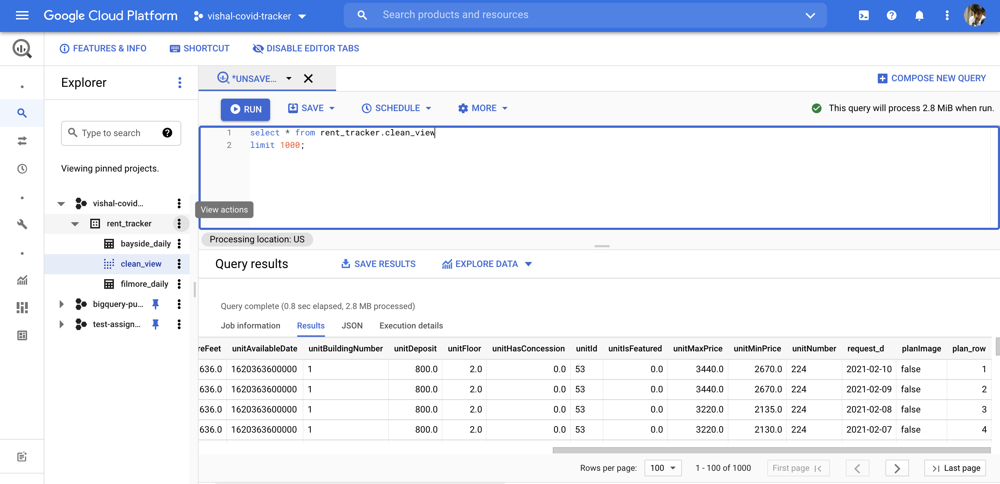 Google Cloud Platform
vishal-covid-tracker
Search products and resources
FEATURES & INFO
SHORTCUT
DISABLE EDITOR TABS
Explorer
*UNSAVE...
COMPOSE NEW QUERY
RUN
SAVE
SCHEDULE
MORE
This query will process 2.8 MiB when run.
Type to search
1 select * from rent_tracker.clean_view
2 limit 1000;
Viewing pinned projects.
vishal-covid...
View actions
rent_tracker
bayside_daily
clean_view
filmore_daily
bigquery-pu...
test-assign...
Processing location: US
Query results
SAVE RESULTS
EXPLORE DATA
Query complete (0.8 sec elapsed, 2.8 MB processed)
Job information Results JSON Execution details
reFeet unitAvailableDate unitBuildingNumber unitDeposit unitFloor unitHasConcession unitId unitIsFeatured unitMaxPrice unitMinPrice unitNumber request_d planImage plan_row
636.0 1620363600000 1 800.0 2.0 0.0 53 0.0 3440.0 2670.0 224 2021-02-10 false 1
636.0 1620363600000 1 800.0 2.0 0.0 53 0.0 3440.0 2670.0 224 2021-02-09 false 2
636.0 1620363600000 1 800.0 2.0 0.0 53 0.0 3220.0 2135.0 224 2021-02-08 false 3
636.0 1620363600000 1 800.0 2.0 0.0 53 0.0 3220.0 2130.0 224 2021-02-07 false 4
Rows per page: 100 1 - 100 of 1000 First page Last page